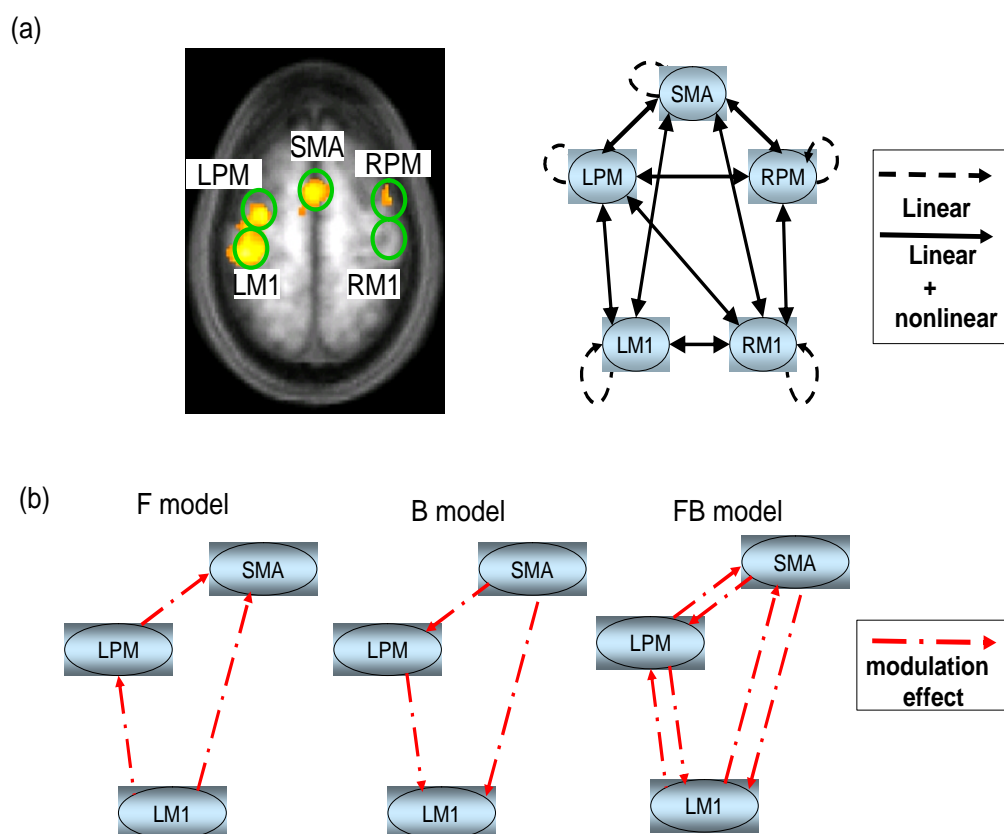 (a)
SMA
LPM
RPM
LM1
RM1
SMA
LPM
RPM
LM1
RM1
Linear
Linear
+
nonlinear
(b)
F model
B model
FB model
SMA
LPM
LM1
SMA
LPM
LM1
SMA
LPM
LM1
modulation
effect